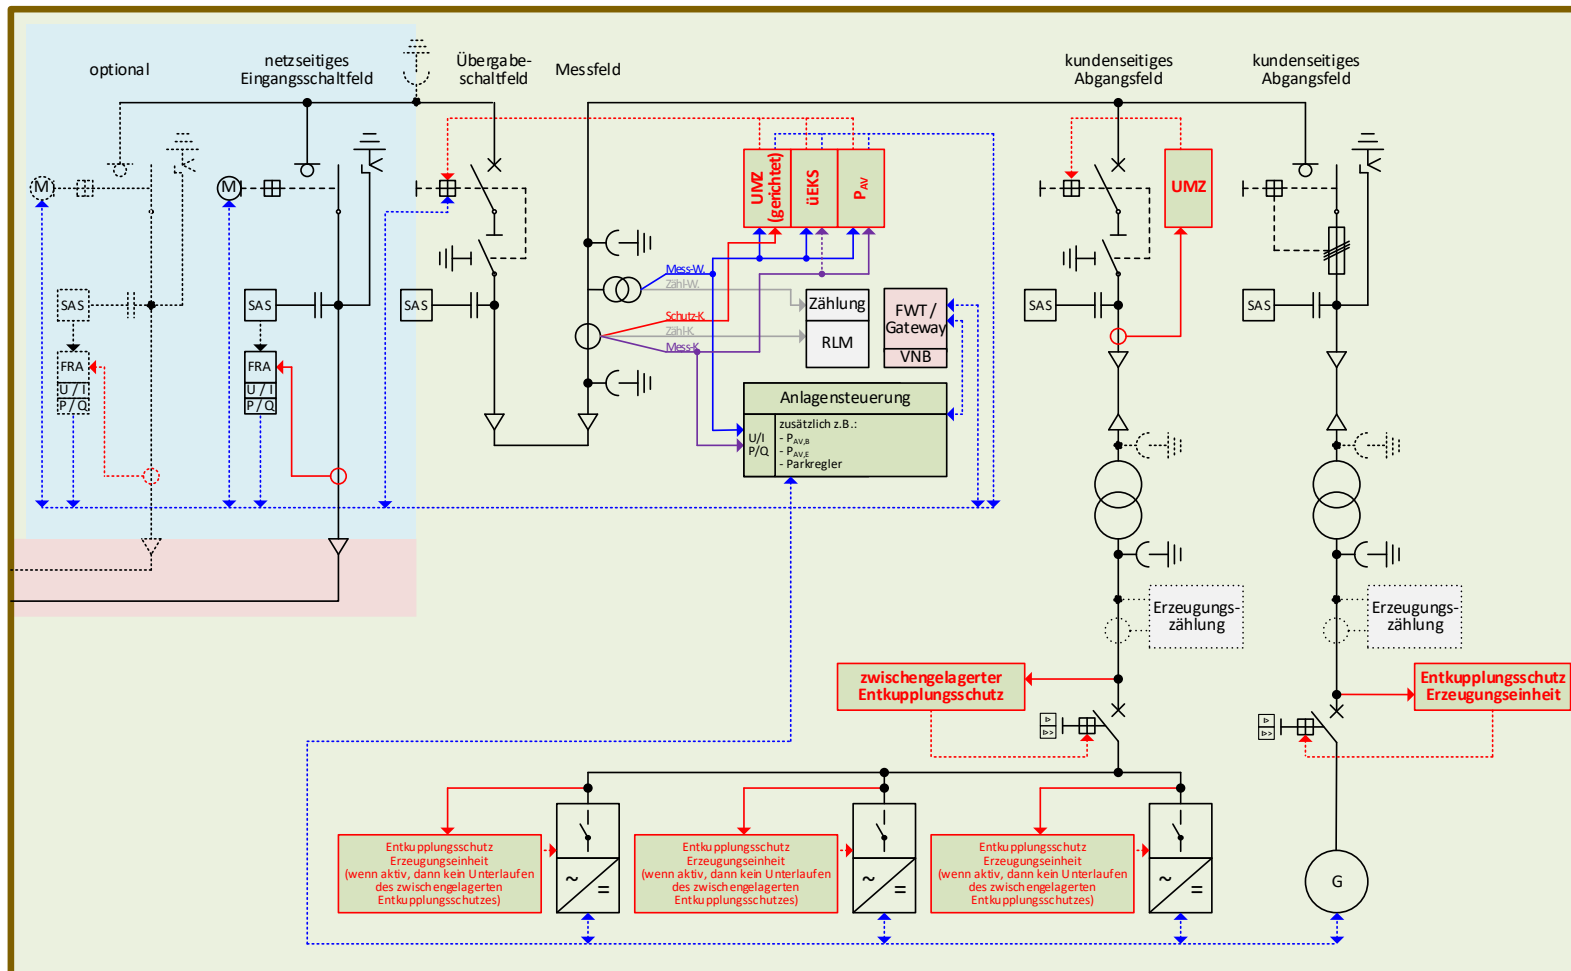 optional
netzseitiges
Eingangsschaltfeld
Übergabe-
schaltfeld
Messfeld
kundenseitiges
Abgangsfeld
kundenseitiges
Abgangsfeld
M
M
UMZ
(gerichtet)
üEKS
P_AV
UMZ
Mess-W.
Zähl-W.
Schutz-K.
Zähl-K.
Mess-K.
SAS
SAS
SAS
SAS
SAS
Zählung
RLM
FWT /
Gateway
VNB
FRA
U / I
P / Q
FRA
U / I
P / Q
Anlagensteuerung
U/I
P/Q
zusätzlich z.B.:
- P_AV,B
- P_AV,E
- Parkregler
Erzeugungs-
zählung
Erzeugungs-
zählung
zwischengelagerter
Entkupplungsschutz
Entkupplungsschutz
Erzeugungseinheit
Entkupplungsschutz
Erzeugungseinheit
(wenn aktiv, dann kein Unterlaufen
des zwischengelagerten
Entkupplungsschutzes)
~
=
Entkupplungsschutz
Erzeugungseinheit
(wenn aktiv, dann kein Unterlaufen
des zwischengelagerten
Entkupplungsschutzes)
~
=
Entkupplungsschutz
Erzeugungseinheit
(wenn aktiv, dann kein Unterlaufen
des zwischengelagerten
Entkupplungsschutzes)
~
=
G